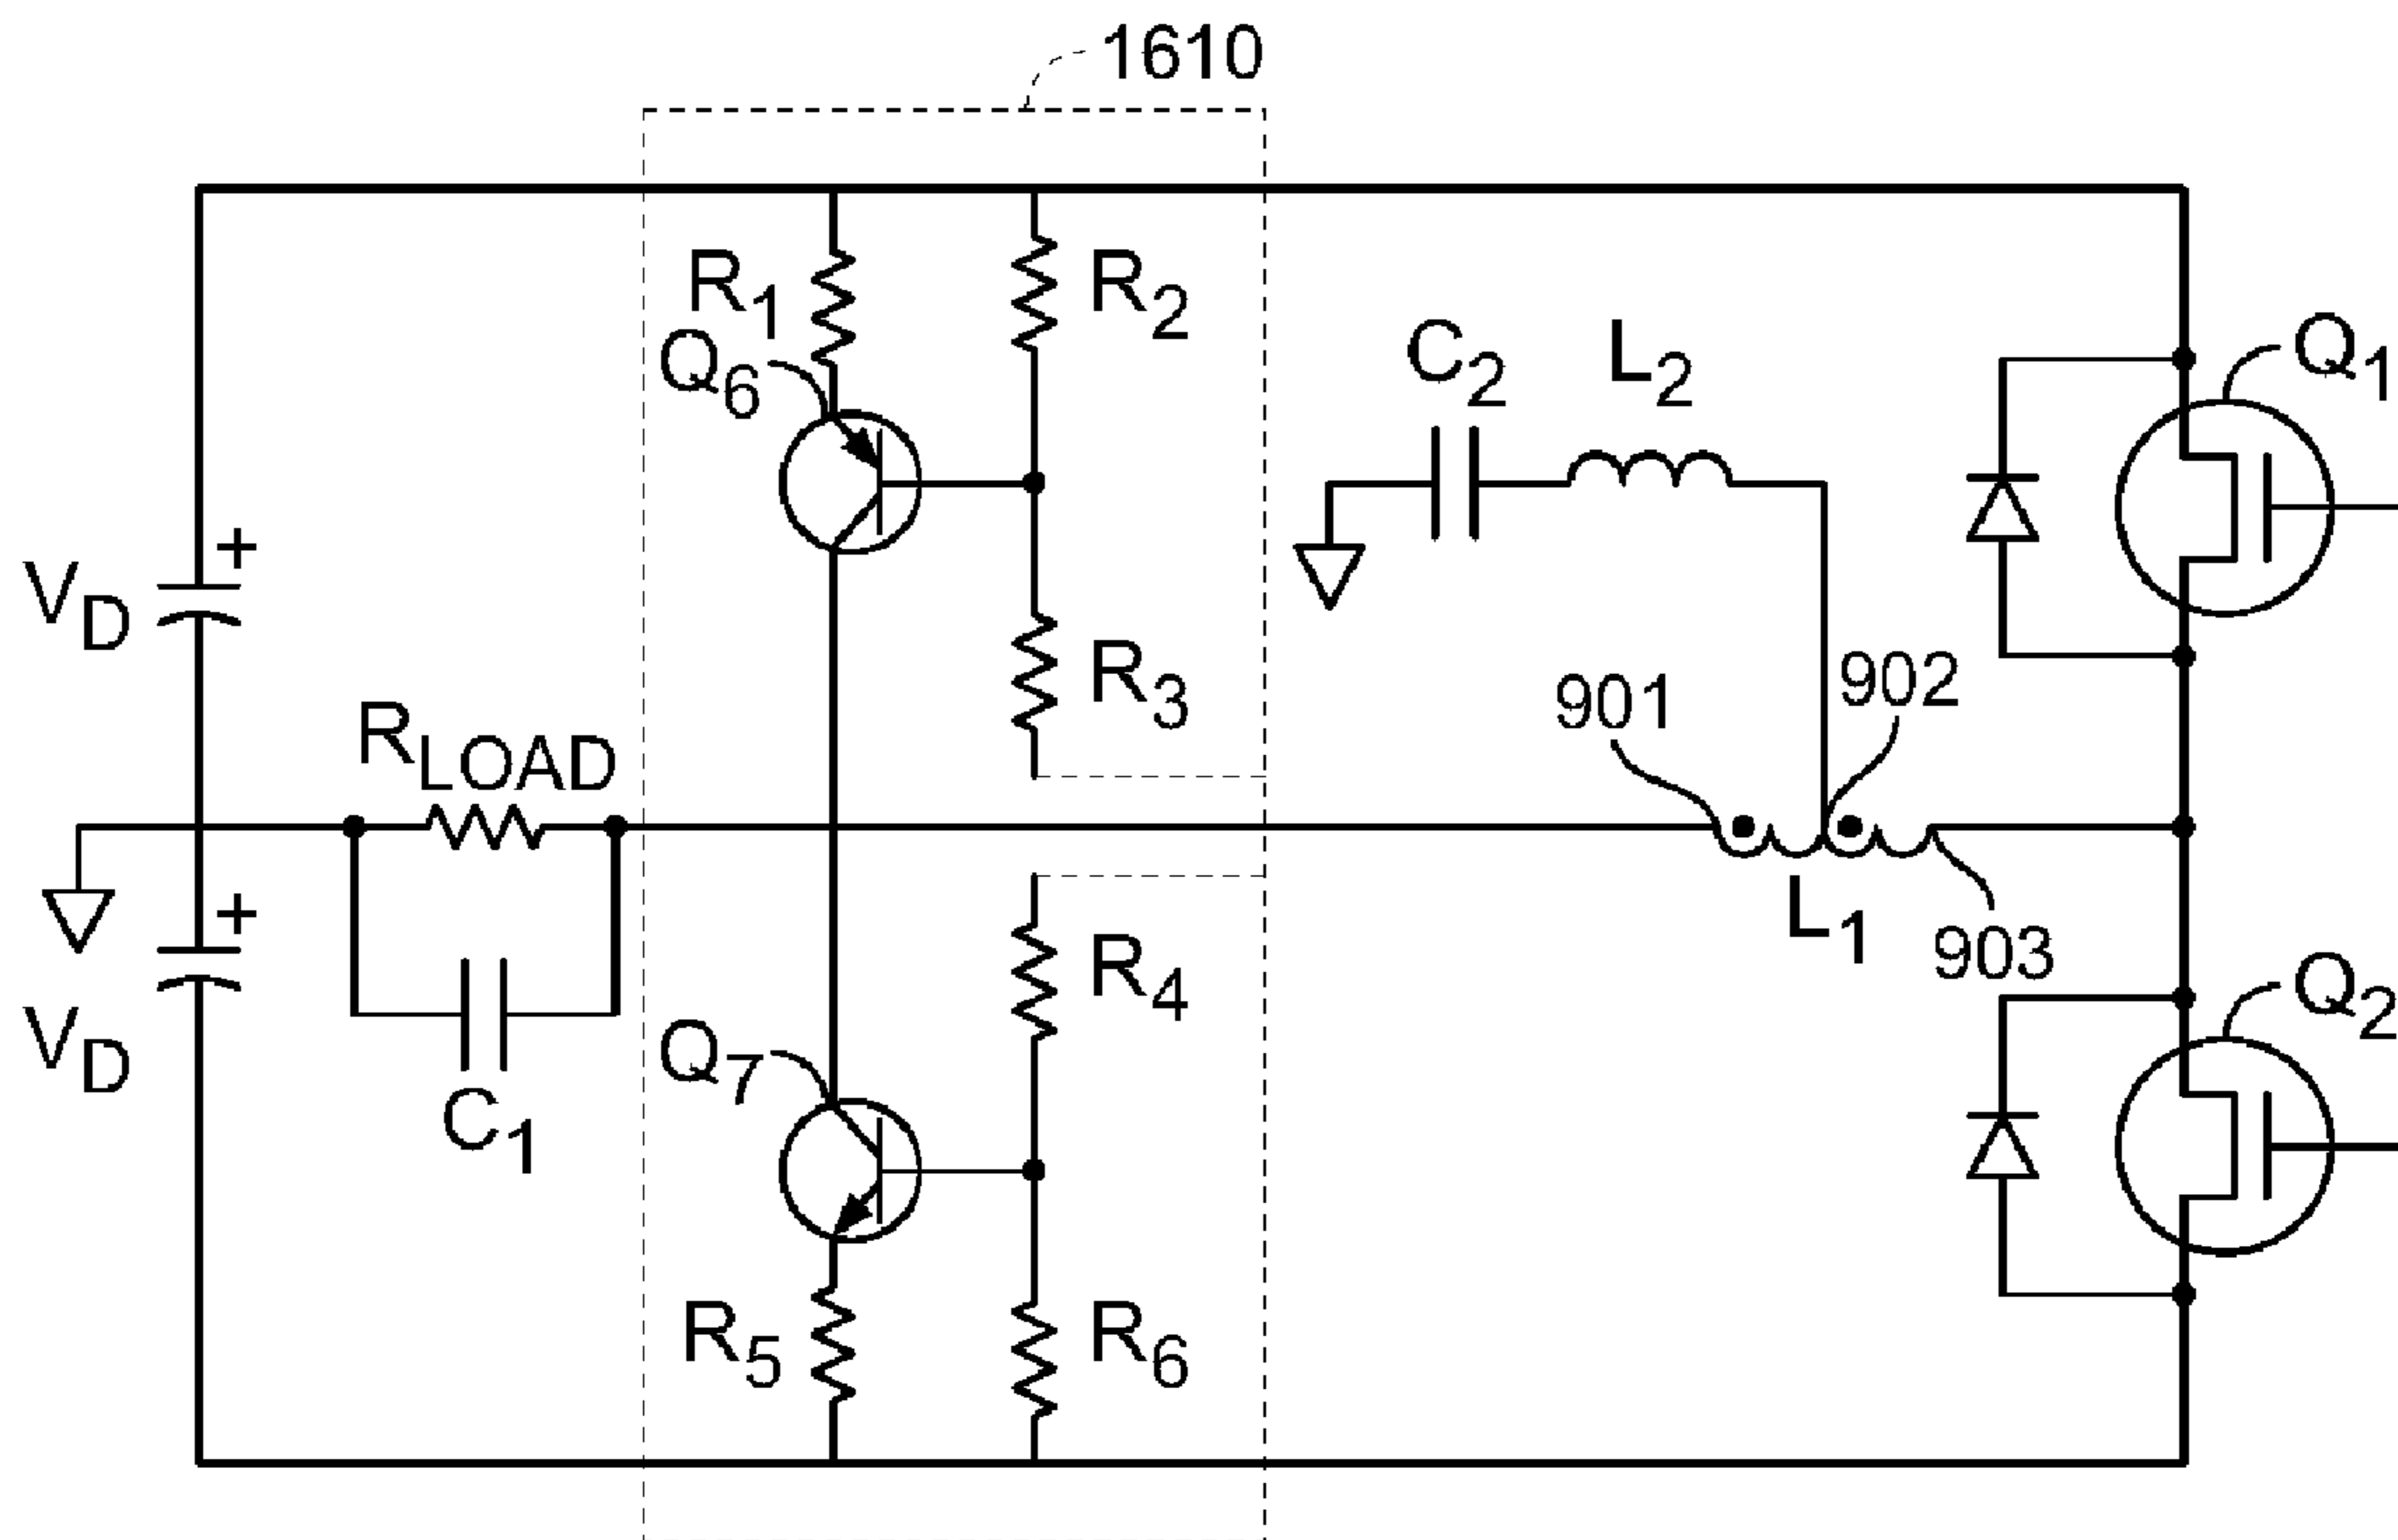 1610
R1
R2
Q6
C2
L2
Q1
+
VD
R3
901
902
RLOAD
+
VD
L1
903
R4
Q7
C1
Q2
R5
R6